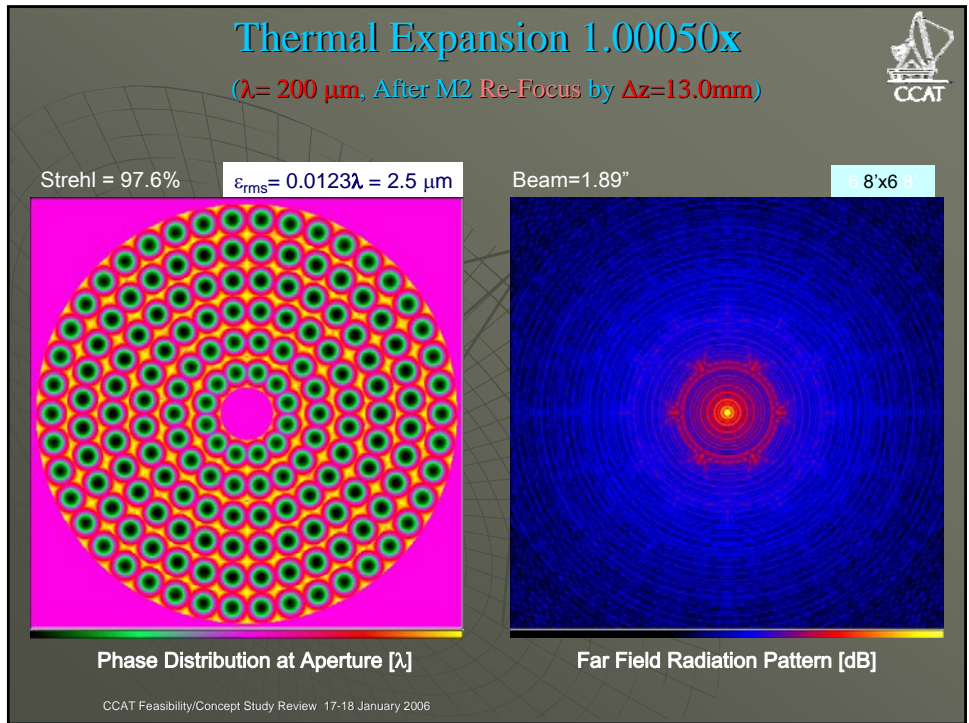 Thermal Expansion 1.00050x
(λ= 200 μm, After M2 Re-Focus by Δz=13.0mm)
CCAT
Strehl = 97.6%
εrms= 0.0123λ = 2.5 μm
Beam=1.89”
6.8’x6.8’
Phase Distribution at Aperture [λ]
Far Field Radiation Pattern [dB]
CCAT Feasibility/Concept Study Review 17-18 January 2006